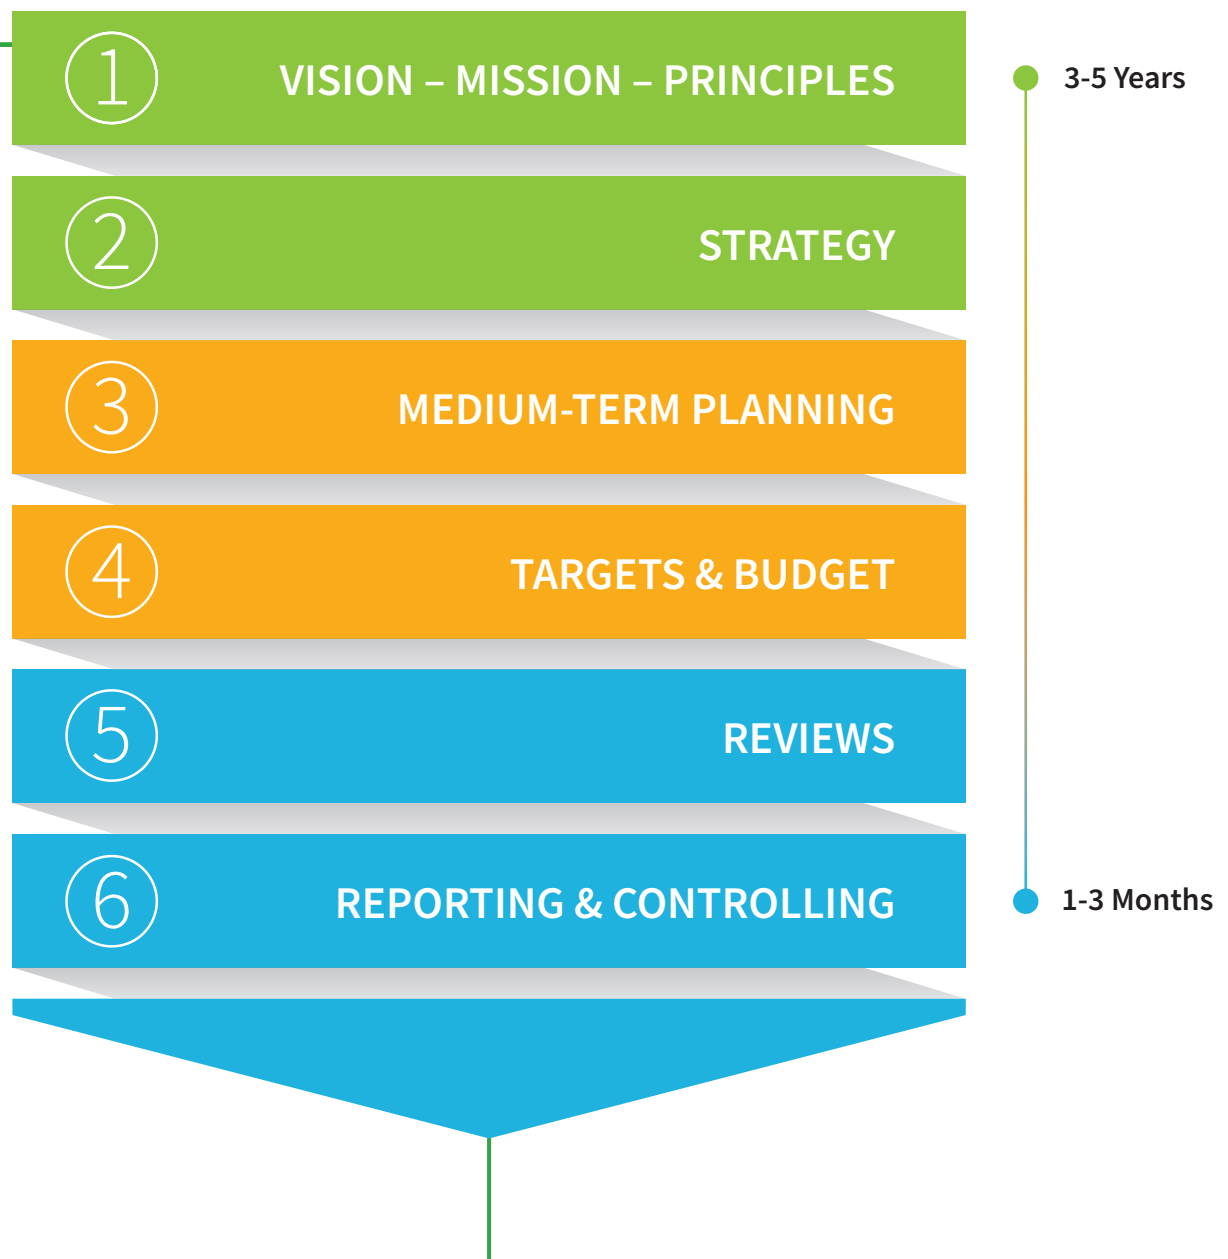 1
VISION – MISSION – PRINCIPLES
3-5 Years
2
STRATEGY
3
MEDIUM-TERM PLANNING
4
TARGETS & BUDGET
5
REVIEWS
6
REPORTING & CONTROLLING
1-3 Months